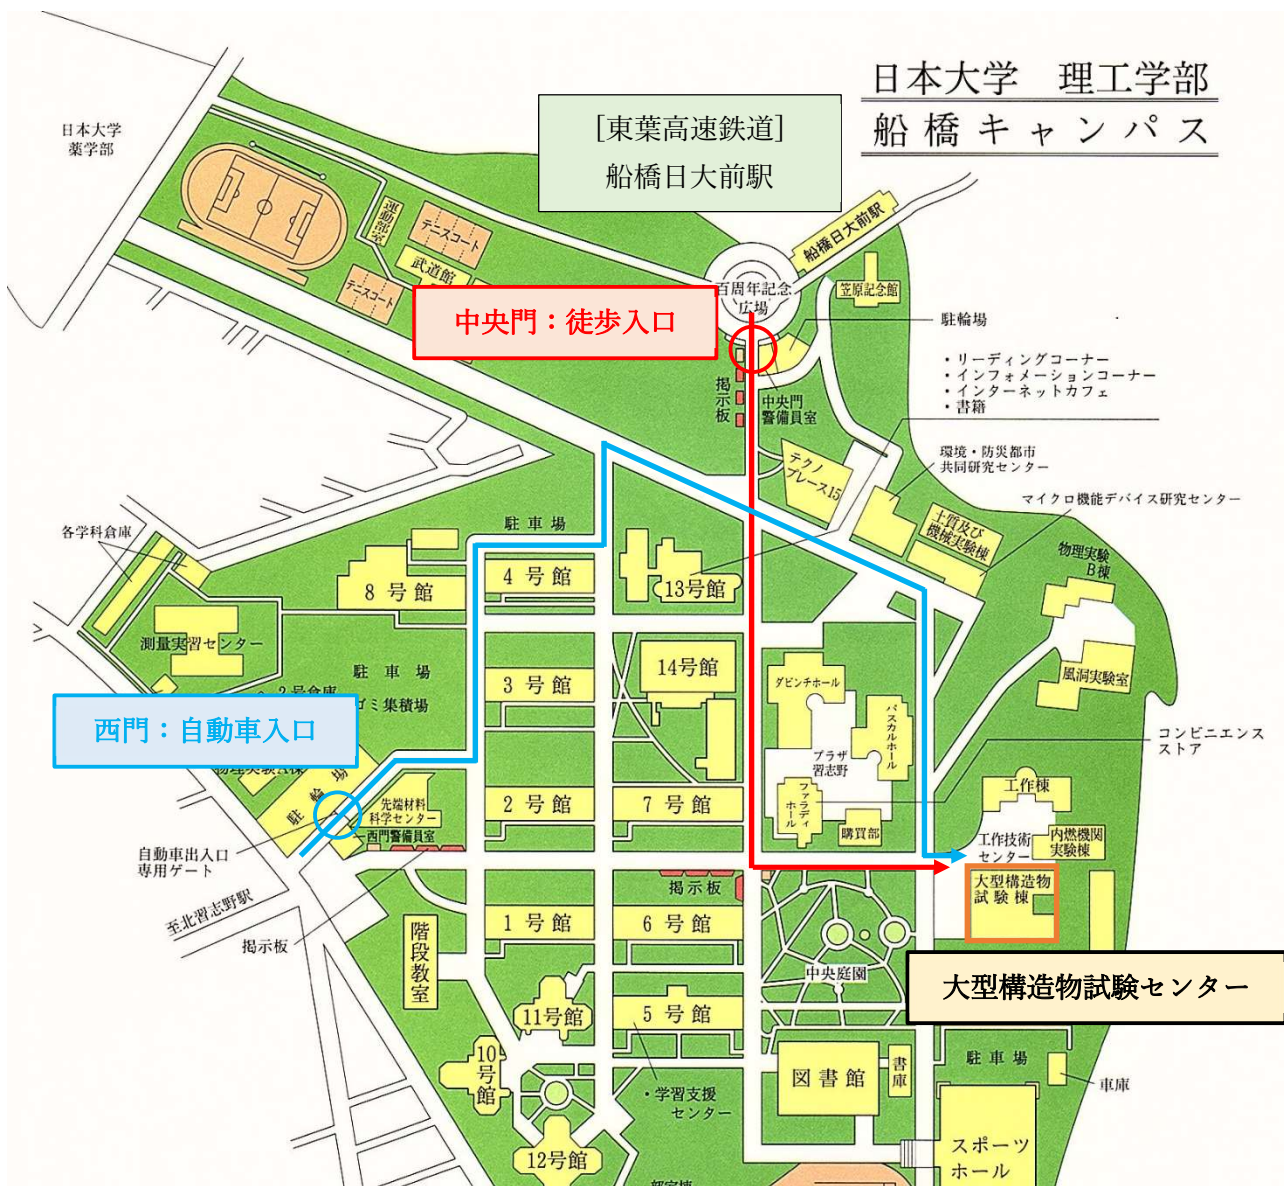 日本大学　理工学部
船橋キャンパス
[東葉高速鉄道]
船橋日大前駅
日本大学
薬学部
運動部室
テニスコート
武道館
テニスコート
船橋日大前駅
百周年記念
広場
笠原記念館
中央門：徒歩入口
駐輪場
・リーディングコーナー
・インフォメーションコーナー
・インターネットカフェ
・書籍
掲示板
中央門
警備員室
テクノ
プレース15
環境・防災都市
共同研究センター
マイクロ機能デバイス研究センター
土質及び
機械実験棟
物理実験
B棟
各学科倉庫
駐車場
8号館
4号館
13号館
測量実習センター
駐車場
2号倉庫
ゴミ集積場
3号館
14号館
ダビンチホール
パスカルホール
風洞実験室
西門：自動車入口
プラザ
習志野
コンビニエンス
ストア
物理実験A棟
駐輪場
先端材料
科学センター
2号館
7号館
ファラデイ
ホール
購買部
工作棟
西門警備員室
工作技術
センター
内燃機関
実験棟
自動車出入口
専用ゲート
掲示板
大型構造物
試験棟
至北習志野駅
掲示板
階段教室
1号館
6号館
中央庭園
大型構造物試験センター
11号館
5号館
10号館
図書館
書庫
駐車場
車庫
・学習支援
センター
12号館
スポーツ
ホール